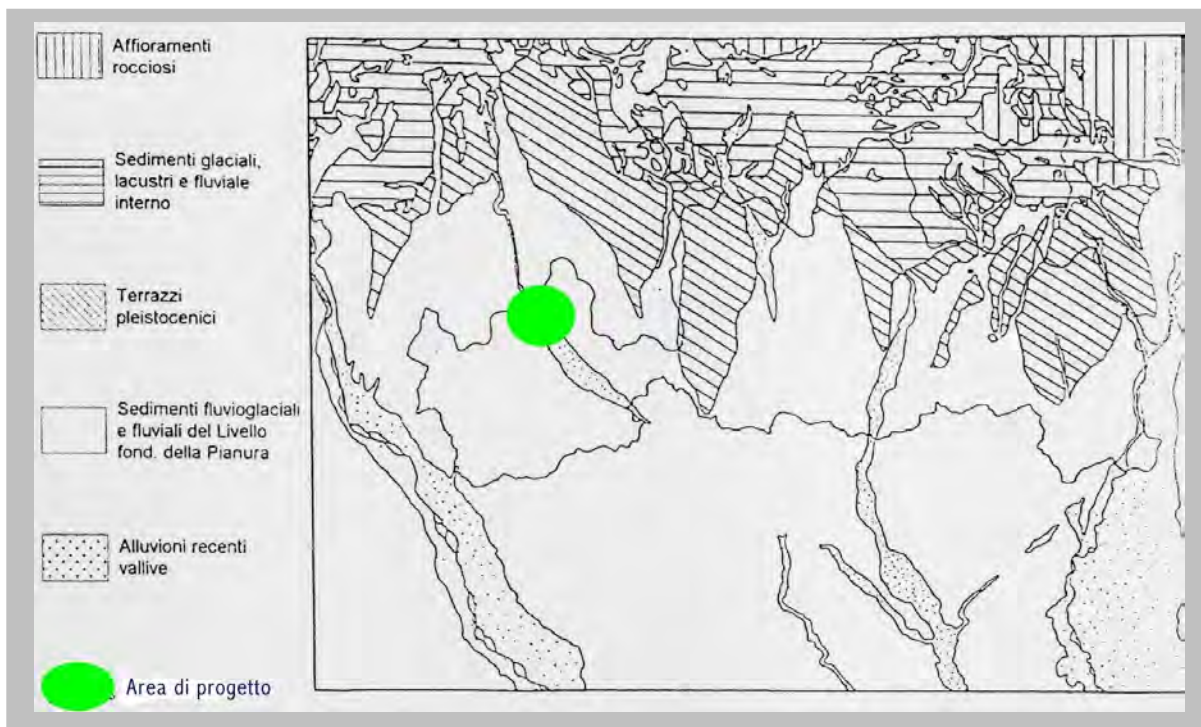 Affioramenti
rocciosi
Sedimenti glaciali,
lacustri e fluviale
interno
Terrazzi
pleistocenici
Sedimenti fluvioglaciali
e fluviali del Livello
fond. della Pianura
Alluvioni recenti
vallive
Area di progetto